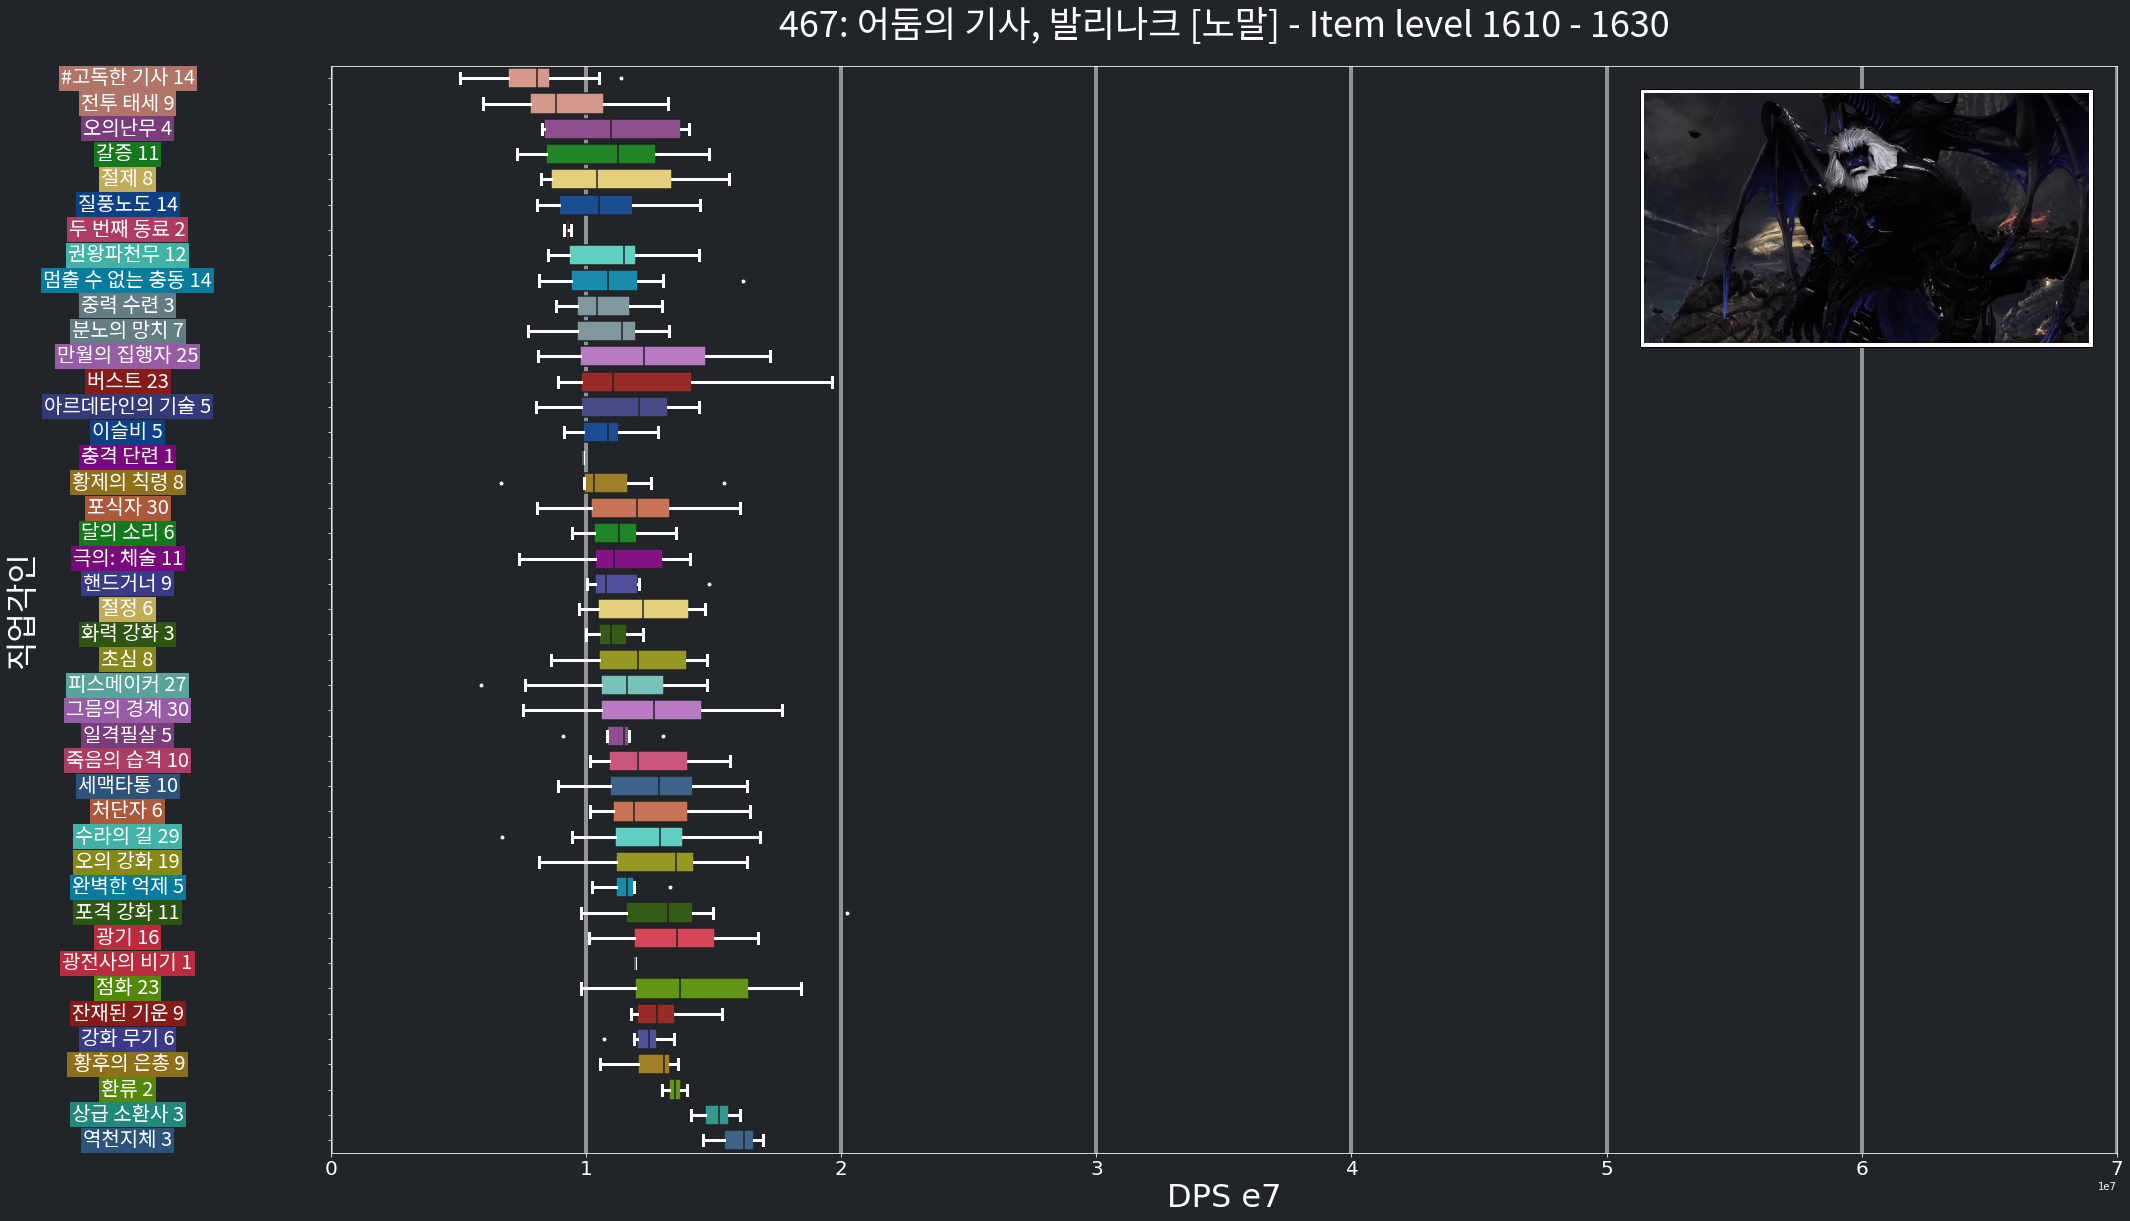 467: 어둠의 기사, 발리나크 [노말] - Item level 1610 - 1630
#고독한 기사 14
전투 태세 9
오의난무 4
갈증 11
절제 8
질풍노도 14
두 번째 동료 2
권왕파천무 12
멈출 수 없는 충동 14
중력 수련 3
분노의 망치 7
만월의 집행자 25
버스트 23
아르데타인의 기술 5
이슬비 5
충격 단련 1
황제의 칙령 8
포식자 30
달의 소리 6
극의: 체술 11
핸드거너 9
절정 6
화력 강화 3
초심 8
피스메이커 27
그믐의 경계 30
일격필살 5
죽음의 습격 10
세맥타통 10
처단자 6
수라의 길 29
오의 강화 19
완벽한 억제 5
포격 강화 11
광기 16
광전사의 비기 1
점화 23
잔재된 기운 9
강화 무기 6
황후의 은총 9
환류 2
상급 소환사 3
역천지체 3
직업각인
0 1 2 3 4 5 6 7
1e7
DPS e7